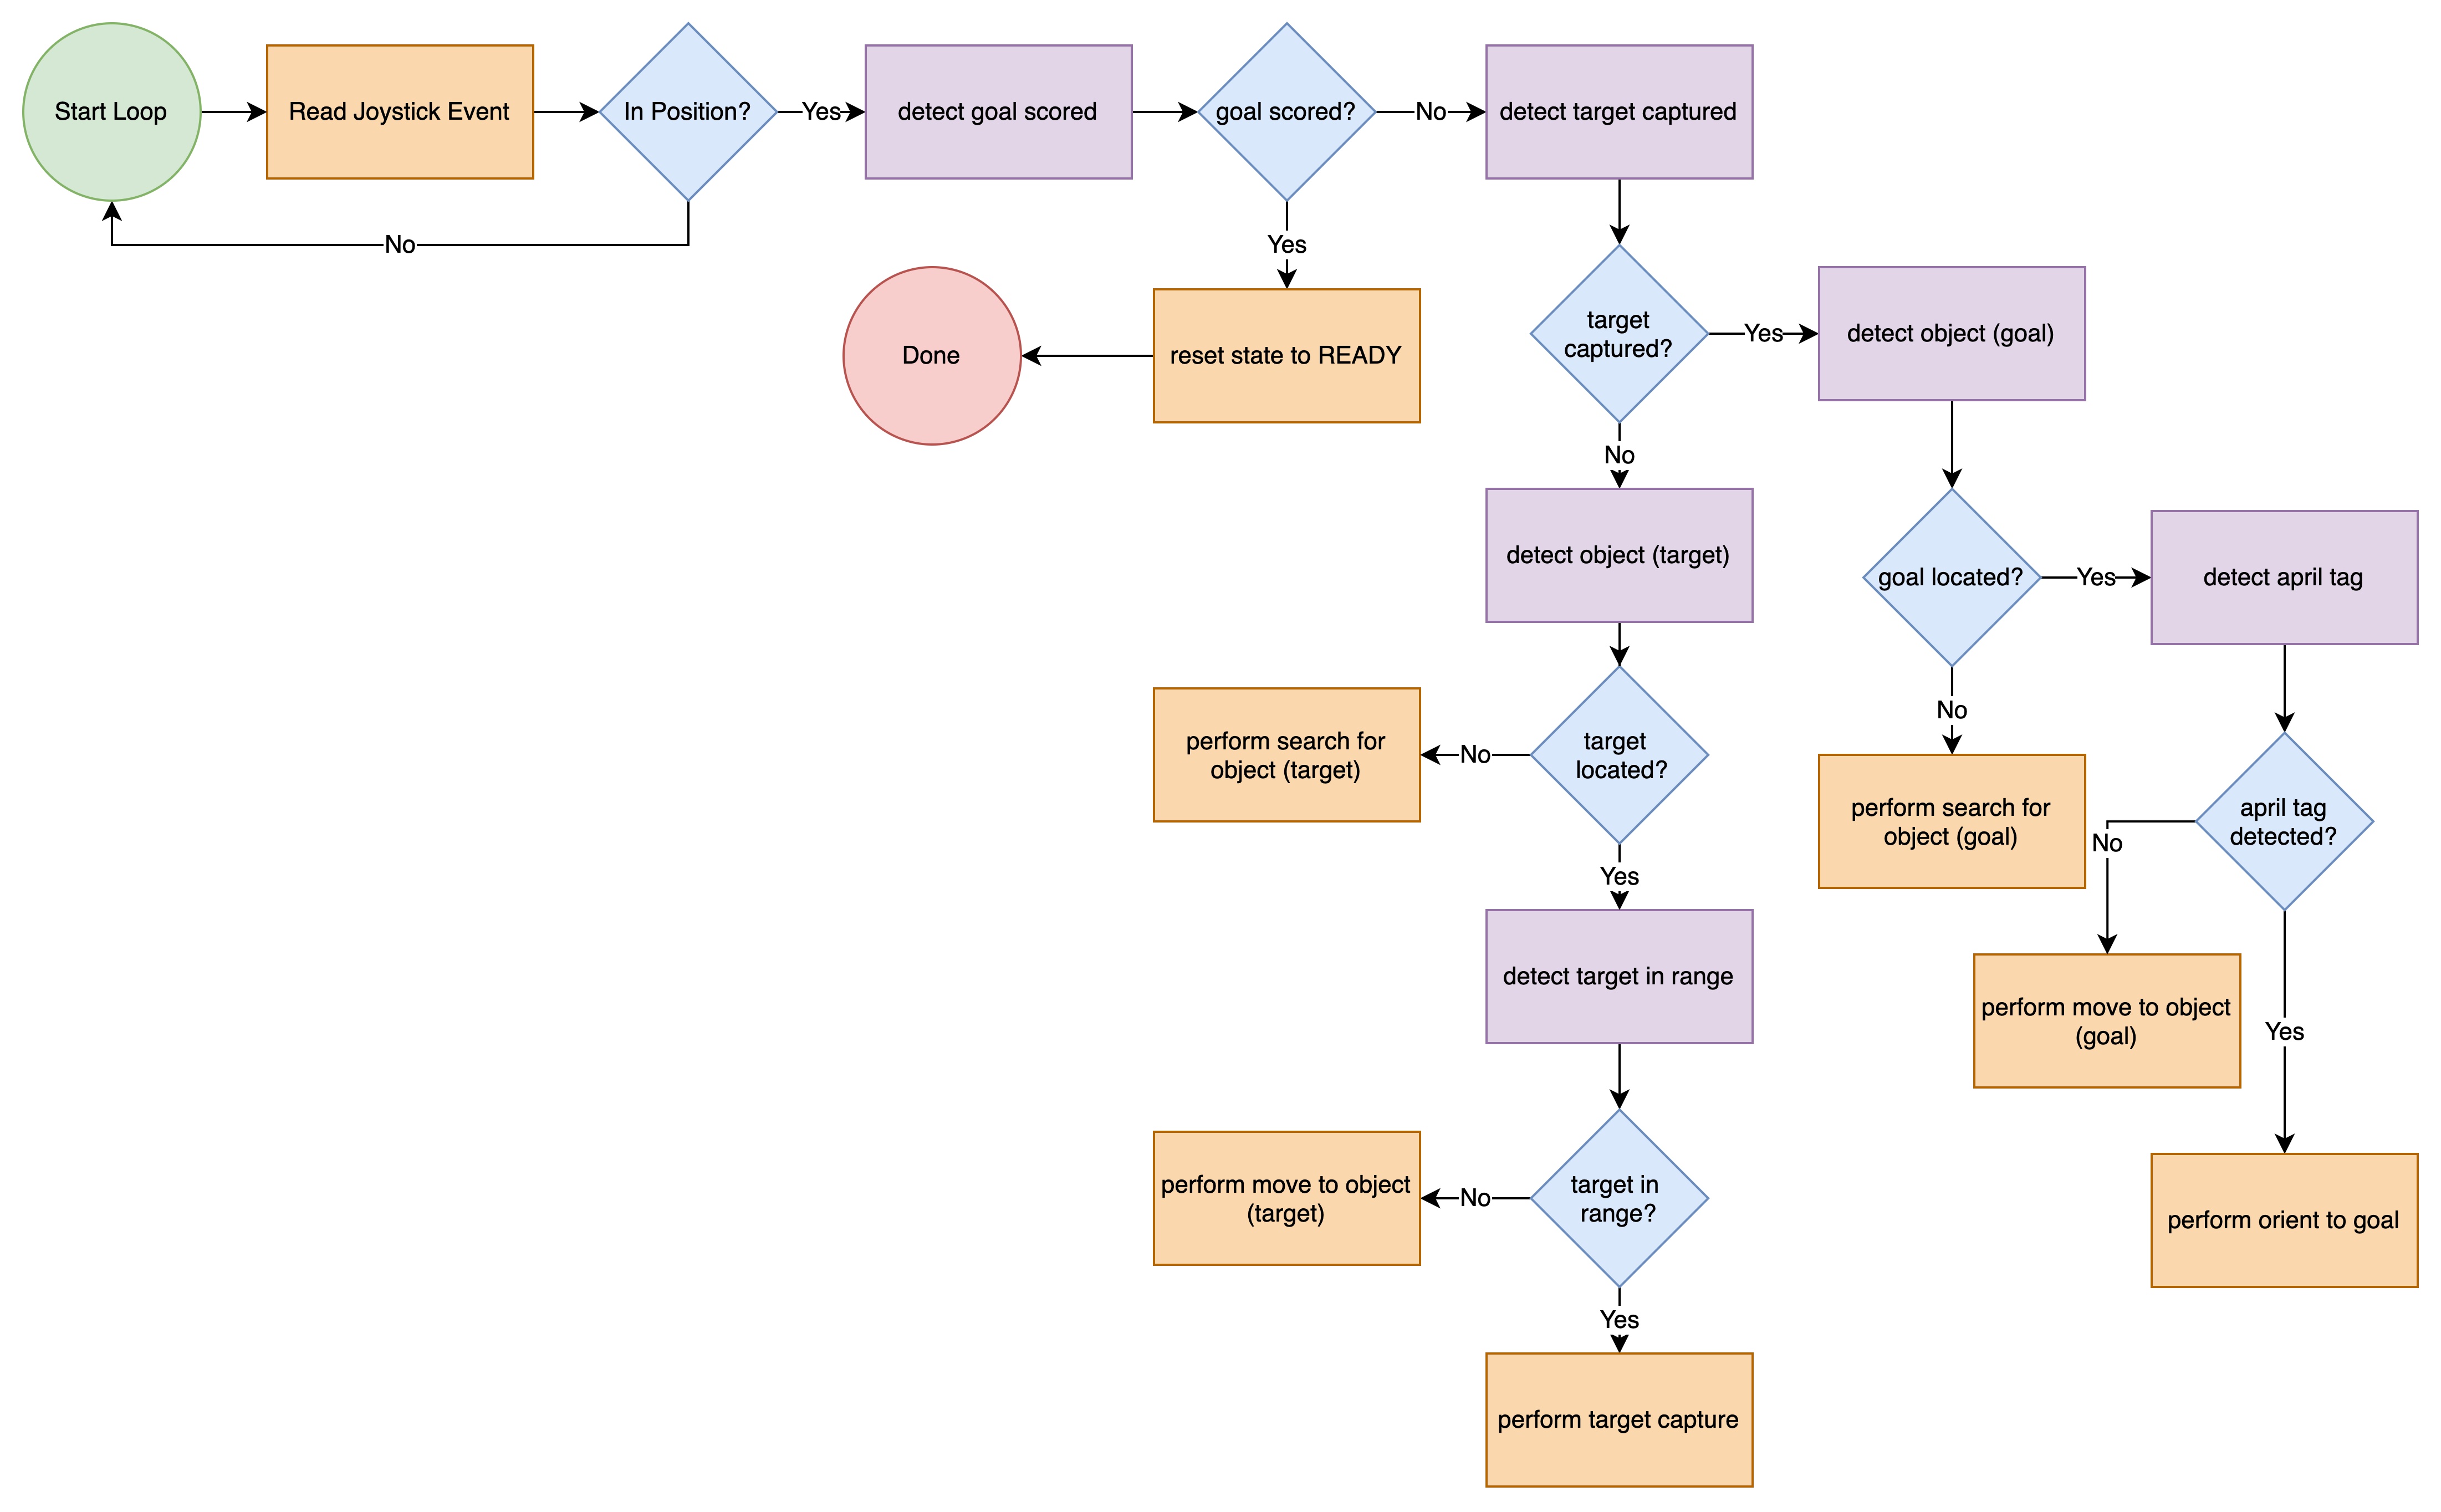 Start Loop
Read Joystick Event
In Position?
Yes
detect goal scored
goal scored?
No
detect target captured
No
Yes
Done
reset state to READY
target
captured?
Yes
detect object (goal)
No
detect object (target)
goal located?
Yes
detect april tag
No
perform search for
object (target)
No
target
located?
perform search for
object (goal)
No
april tag
detected?
Yes
detect target in range
perform move to object
(goal)
Yes
perform move to object
(target)
No
target in
range?
perform orient to goal
Yes
perform target capture